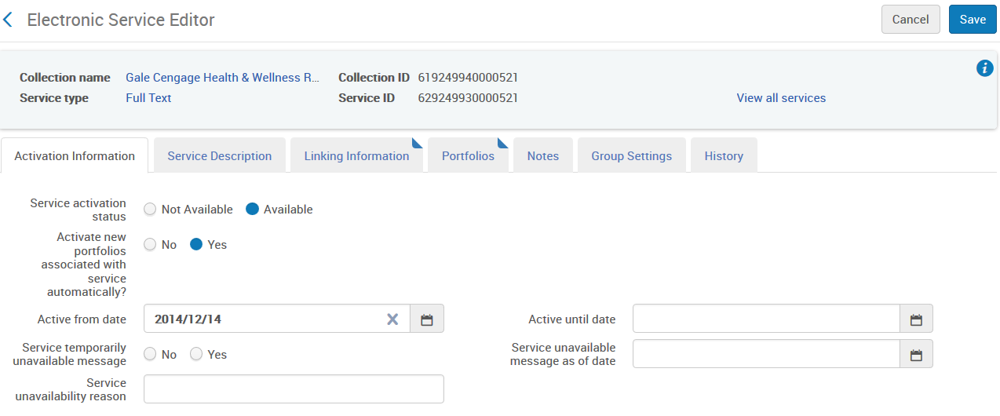 Electronic Service Editor
Cancel
Save
Collection name Gale Cengage Health & Wellness R... Collection ID 619249940000521
Service type Full Text Service ID 629249930000521 View all services
Activation Information Service Description Linking Information Portfolios Notes Group Settings History
Service activation
status
Not Available Available
Activate new
portfolios
associated with
service
automatically?
No Yes
Active from date 2014/12/14
Active until date
Service temporarily
unavailable message
No Yes
Service unavailable
message as of date
Service
unavailability reason